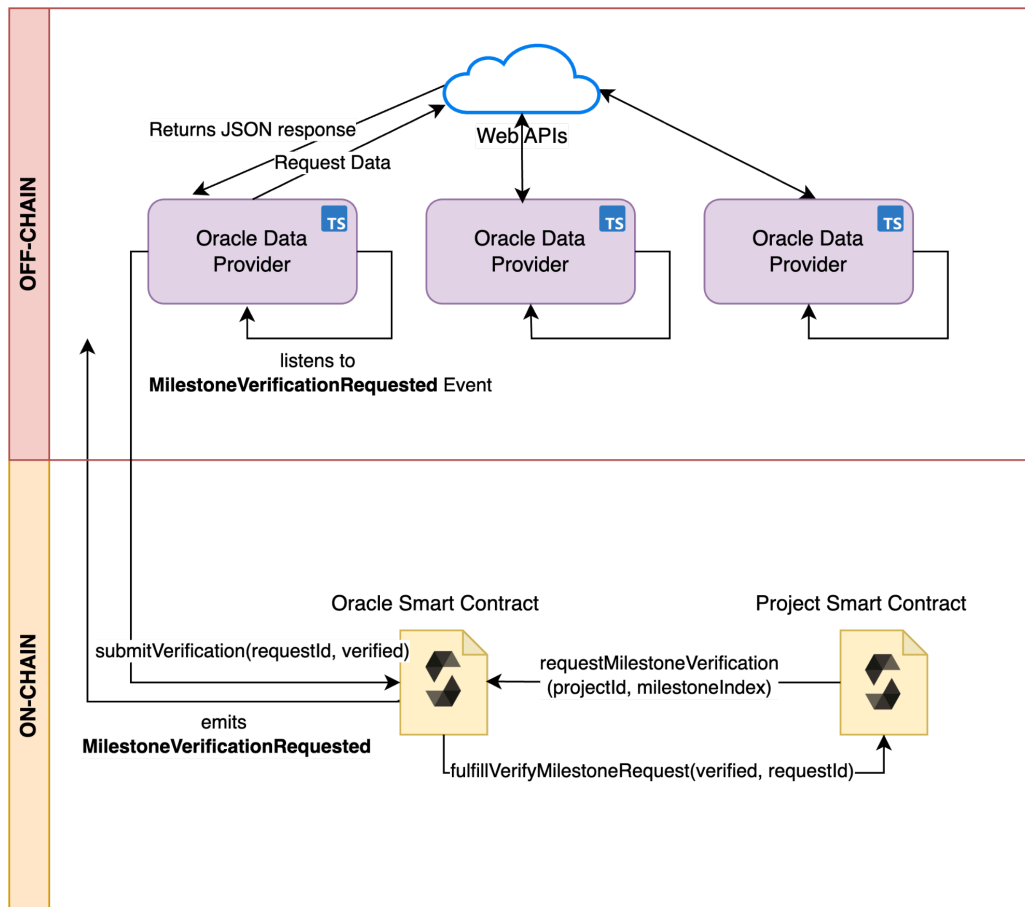 OFF-CHAIN
Returns JSON response
Request Data
Web APIs
TS
Oracle Data
Provider
TS
Oracle Data
Provider
TS
Oracle Data
Provider
listens to
MilestoneVerificationRequested Event
ON-CHAIN
Oracle Smart Contract
Project Smart Contract
submitVerification(requestId, verified)
requestMilestoneVerification
(projectId, milestoneIndex)
emits
MilestoneVerificationRequested
fulfillVerifyMilestoneRequest(verified, requestId)